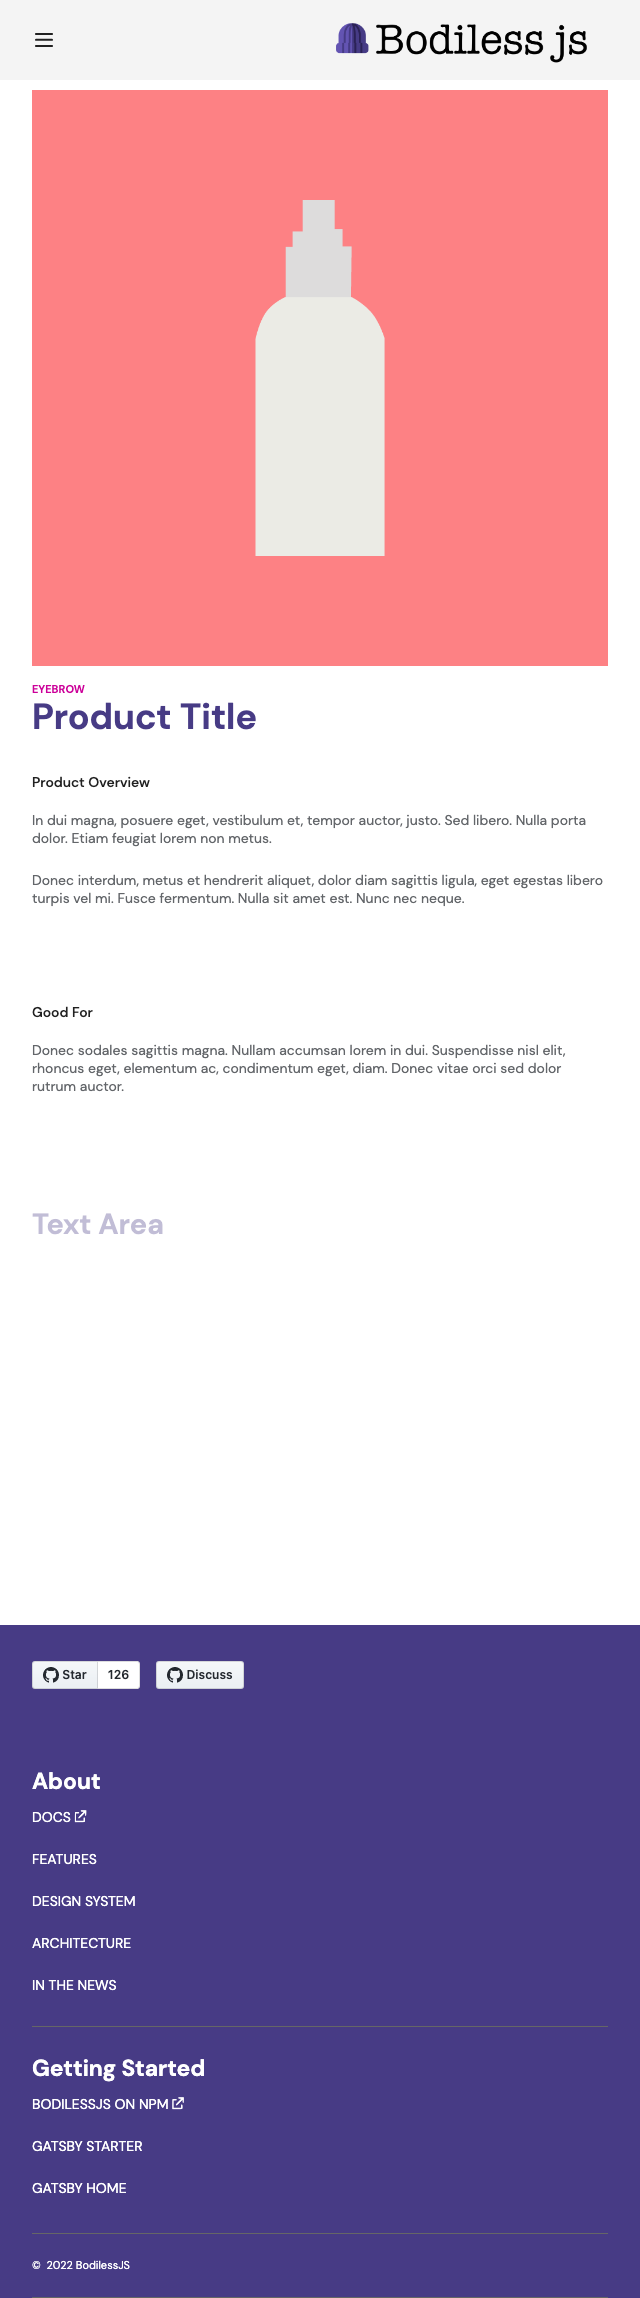 Bodiless js
EYEBROW
Product Title
Product Overview
In dui magna, posuere eget, vestibulum et, tempor auctor, justo. Sed libero. Nulla porta
dolor. Etiam feugiat lorem non metus.
Donec interdum, metus et hendrerit aliquet, dolor diam sagittis ligula, eget egestas libero
turpis vel mi. Fusce fermentum. Nulla sit amet est. Nunc nec neque.
Good For
Donec sodales sagittis magna. Nullam accumsan lorem in dui. Suspendisse nisl elit,
rhoncus eget, elementum ac, condimentum eget, diam. Donec vitae orci sed dolor
rutrum auctor.
Text Area
Star 126 Discuss
About
DOCS
FEATURES
DESIGN SYSTEM
ARCHITECTURE
IN THE NEWS
Getting Started
BODILESSJS ON NPM
GATSBY STARTER
GATSBY HOME
© 2022 BodilessJS